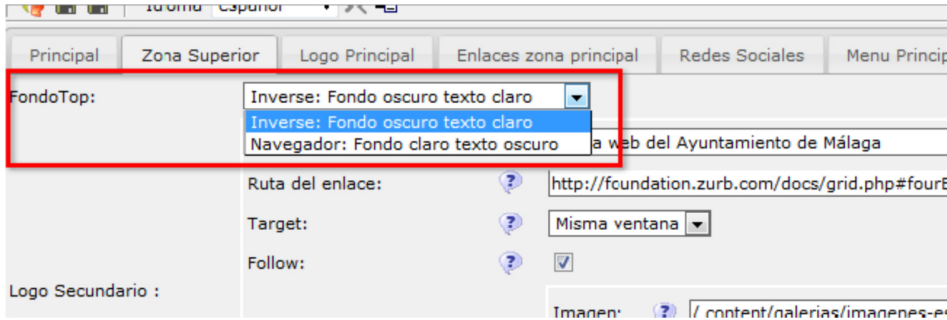 Idioma Español
Principal Zona Superior Logo Principal Enlaces zona principal Redes Sociales Menu Princip
FondoTop: Inverse: Fondo oscuro texto claro
Inverse: Fondo oscuro texto claro
Navegador: Fondo claro texto oscuro
a web del Ayuntamiento de Málaga
Ruta del enlace: ? http://foundation.zurb.com/docs/grid.php#four
Target: ? Misma ventana
Follow: ?
Logo Secundario :
Imagen: ? /_content/galerias/imagenes-e